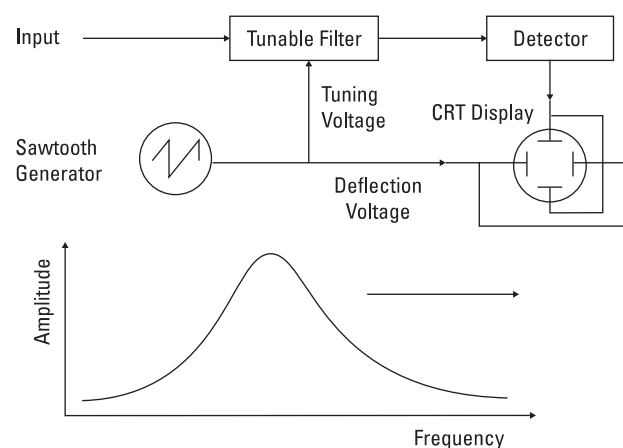 Input
Tunable Filter
Detector
Tuning
Voltage
CRT Display
Sawtooth
Generator
Deflection
Voltage
Amplitude
Frequency